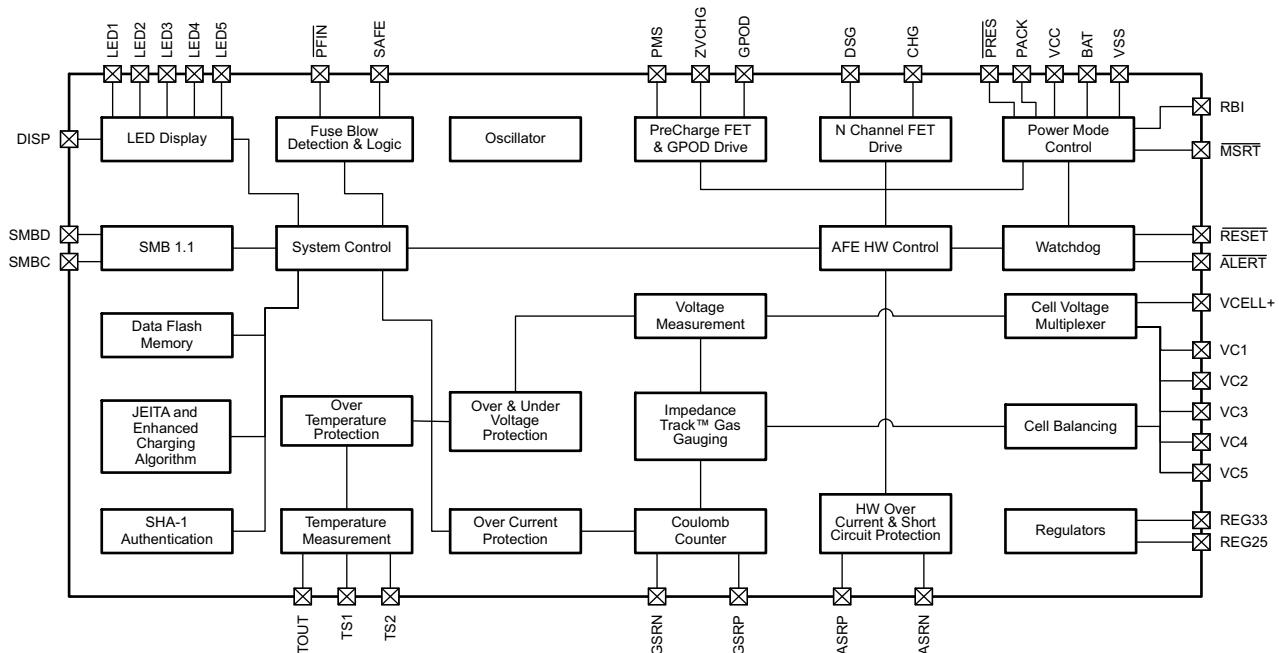 LED1
LED2
LED3
LED4
LED5
PFIN
SAFE
PMS
ZVCHG
GPOD
DSG
CHG
PRES
PACK
VCC
BAT
VSS
DISP
LED Display
Fuse Blow
Detection & Logic
Oscillator
PreCharge FET
& GPOD Drive
N Channel FET
Drive
Power Mode
Control
RBI
MSRT
SMBD
SMBC
SMB 1.1
System Control
AFE HW Control
Watchdog
RESET
ALERT
Data Flash
Memory
Voltage
Measurement
Cell Voltage
Multiplexer
VCELL+
VC1
VC2
VC3
VC4
VC5
JEITA and
Enhanced
Charging
Algorithm
Over
Temperature
Protection
Over & Under
Voltage
Protection
Impedance
Track™ Gas
Gauging
Cell Balancing
SHA-1
Authentication
Temperature
Measurement
Over Current
Protection
Coulomb
Counter
HW Over
Current & Short
Circuit Protection
Regulators
REG33
REG25
TOUT
TS1
TS2
GSRN
GSRP
ASRP
ASRN